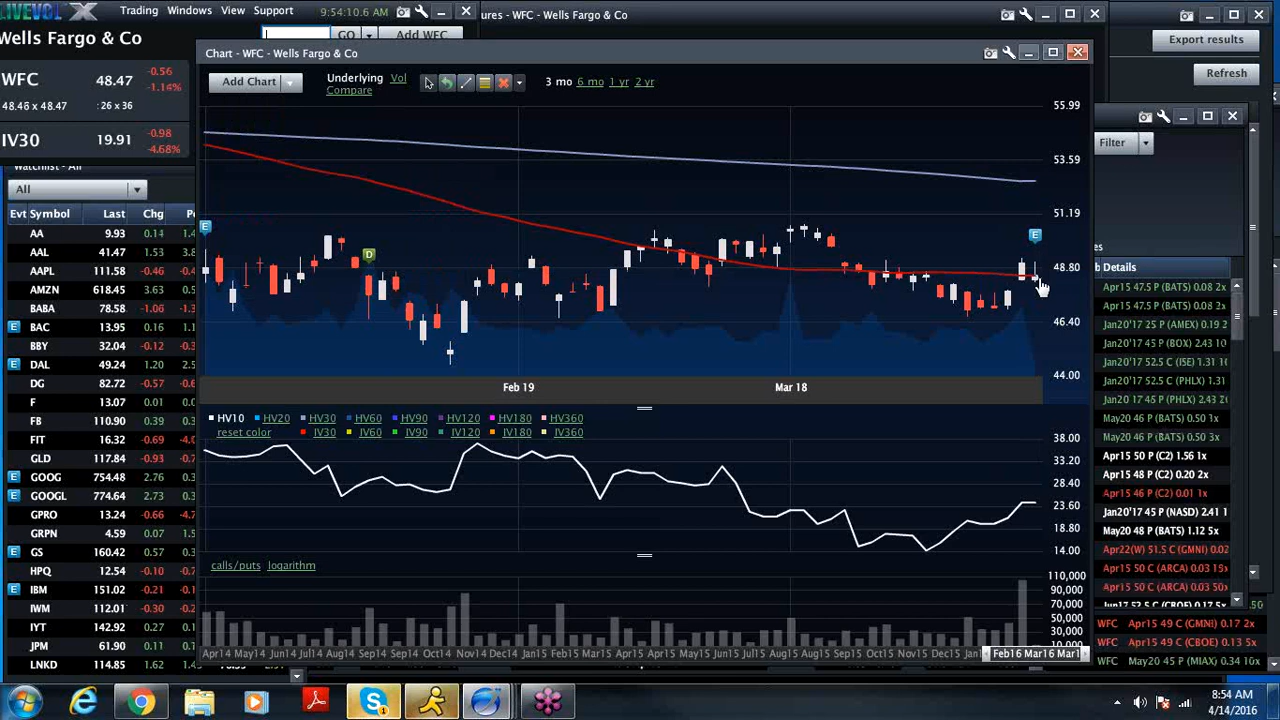 LIVEVOL X
Trading Windows View Support 9:54:10.6 AM
ures - WFC - Wells Fargo & Co
Wells Fargo & Co
GO Add WFC
Export results
WFC 48.47 -0.56
-1.14%
48.46 x 48.47 : 26 x 36
Refresh
IV30 19.91 -0.98
-4.68%
Watchlist - All
All
Evt Symbol Last Chg
AA 9.93 0.14
AAL 41.47 1.53
AAPL 111.58 -0.46
AMZN 618.45 3.63
BABA 78.58 -1.06
E BAC 13.95 0.16
BBY 32.04 -0.12
E DAL 49.24 1.20
DG 82.72 -0.57
F 13.07 0.01
FB 110.90 0.39
FIT 16.32 -0.69
GLD 117.84 -0.93
GOOG 754.48 2.76
GOOGL 774.64 2.73
GPRO 13.24 -0.66
GRPN 4.59 0.07
E GS 160.42 0.57
HPQ 12.54 -0.10
E IBM 151.02 -0.21
IWM 112.01 -0.30
IYT 142.92 0.31
JPM 61.90 0.11
LNKD 114.85 1.62
Chart - WFC - Wells Fargo & Co
Add Chart
Underlying Vol
Compare
3 mo 6 mo 1 yr 2 yr
55.99
53.59
51.19
48.80
46.40
44.00
E
D
E
Feb 19 Mar 18
HV10 HV20 HV30 HV60 HV90 HV120 HV180 HV360
reset color IV30 IV60 IV90 IV120 IV180 IV360
38.00
33.20
28.40
23.60
18.80
14.00
calls/puts logarithm
110,000
90,000
70,000
50,000
30,000
10,000
Apr14 May14 Jun14 Jul14 Aug14 Sep14 Oct14 Nov14 Dec14 Jan15 Feb15 Mar15 Apr15 May15 Jun15 Jul15 Aug15 Sep15 Oct15 Nov15 Dec15 Feb16 Mar16
Filter
Details
Apr15 47.5 P (BATS) 0.08 2x
Apr15 47.5 P (BATS) 0.08 2x
Jan20'17 25 P (AMEX) 0.19 2
Apr15 45 P (BOX) 2.43 10
Jan20'17 52.5 C (ISE) 1.31 10
Jan20'17 52.5 C (PHLX) 1.31
Jan20'17 45 P (PHLX) 2.43 2
May20 46 P (BATS) 0.50 1x
May20 46 P (BATS) 0.50 3x
Apr15 50 P (C2) 1.56 1x
Apr15 48 P (C2) 0.20 2x
Apr15 46 P (C2) 0.01 1x
Jan20'17 45 P (NASD) 2.41 1
May20 48 P (BATS) 1.12 5x
Apr22(W) 51.5 C (GMNI) 0.02
Apr15 50 C (ARCA) 0.03 15x
Apr15 50 C (ARCA) 0.03 50x
Jun17 52.5 C (CBOE) 0.17 5x
WFC Apr15 49 C (GMNI) 0.17 2x
WFC Apr15 49 C (CBOE) 0.13 5x
WFC May20 45 P (MIAX) 0.34 10x
8:54 AM
4/14/2016